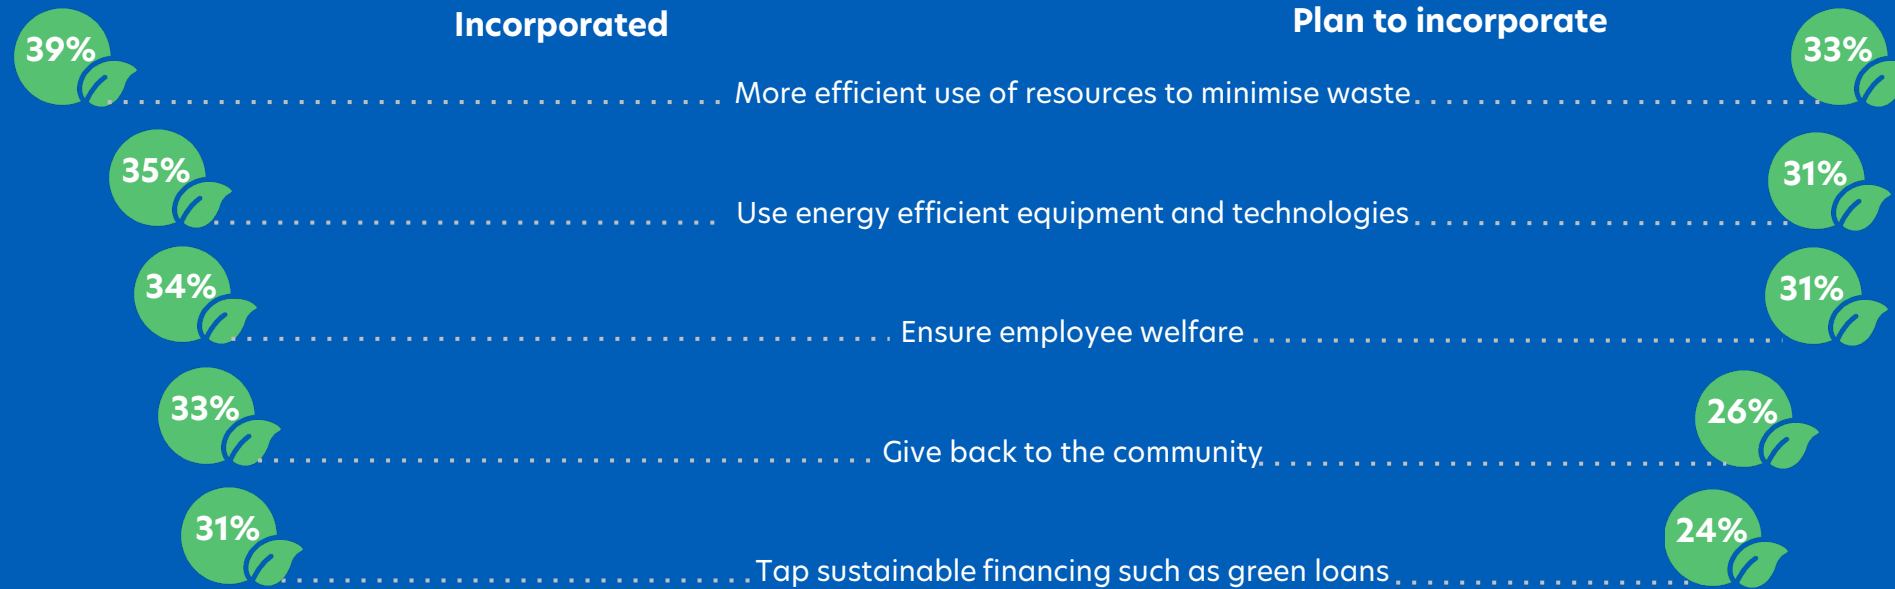 Incorporated Plan to incorporate
39% More efficient use of resources to minimise waste 33%
35% Use energy efficient equipment and technologies 31%
34% Ensure employee welfare 31%
33% Give back to the community 26%
31% Tap sustainable financing such as green loans 24%